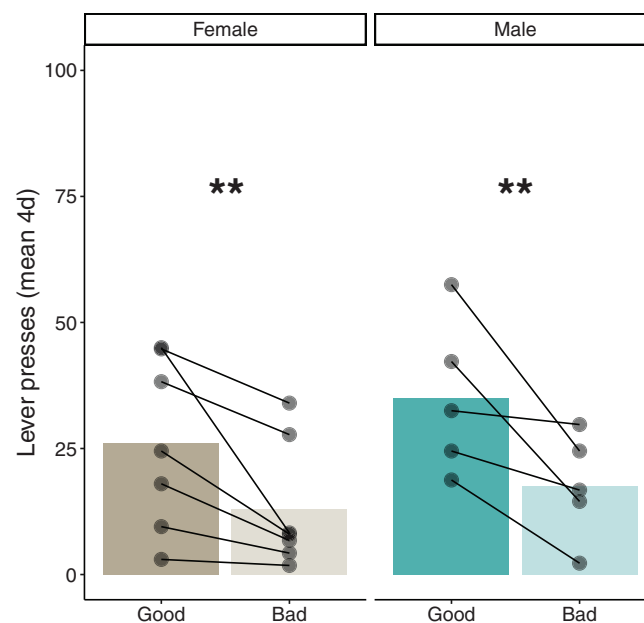 Female
Male
100
75
50
25
0
Lever presses (mean 4d)
**
**
Good
Bad
Good
Bad